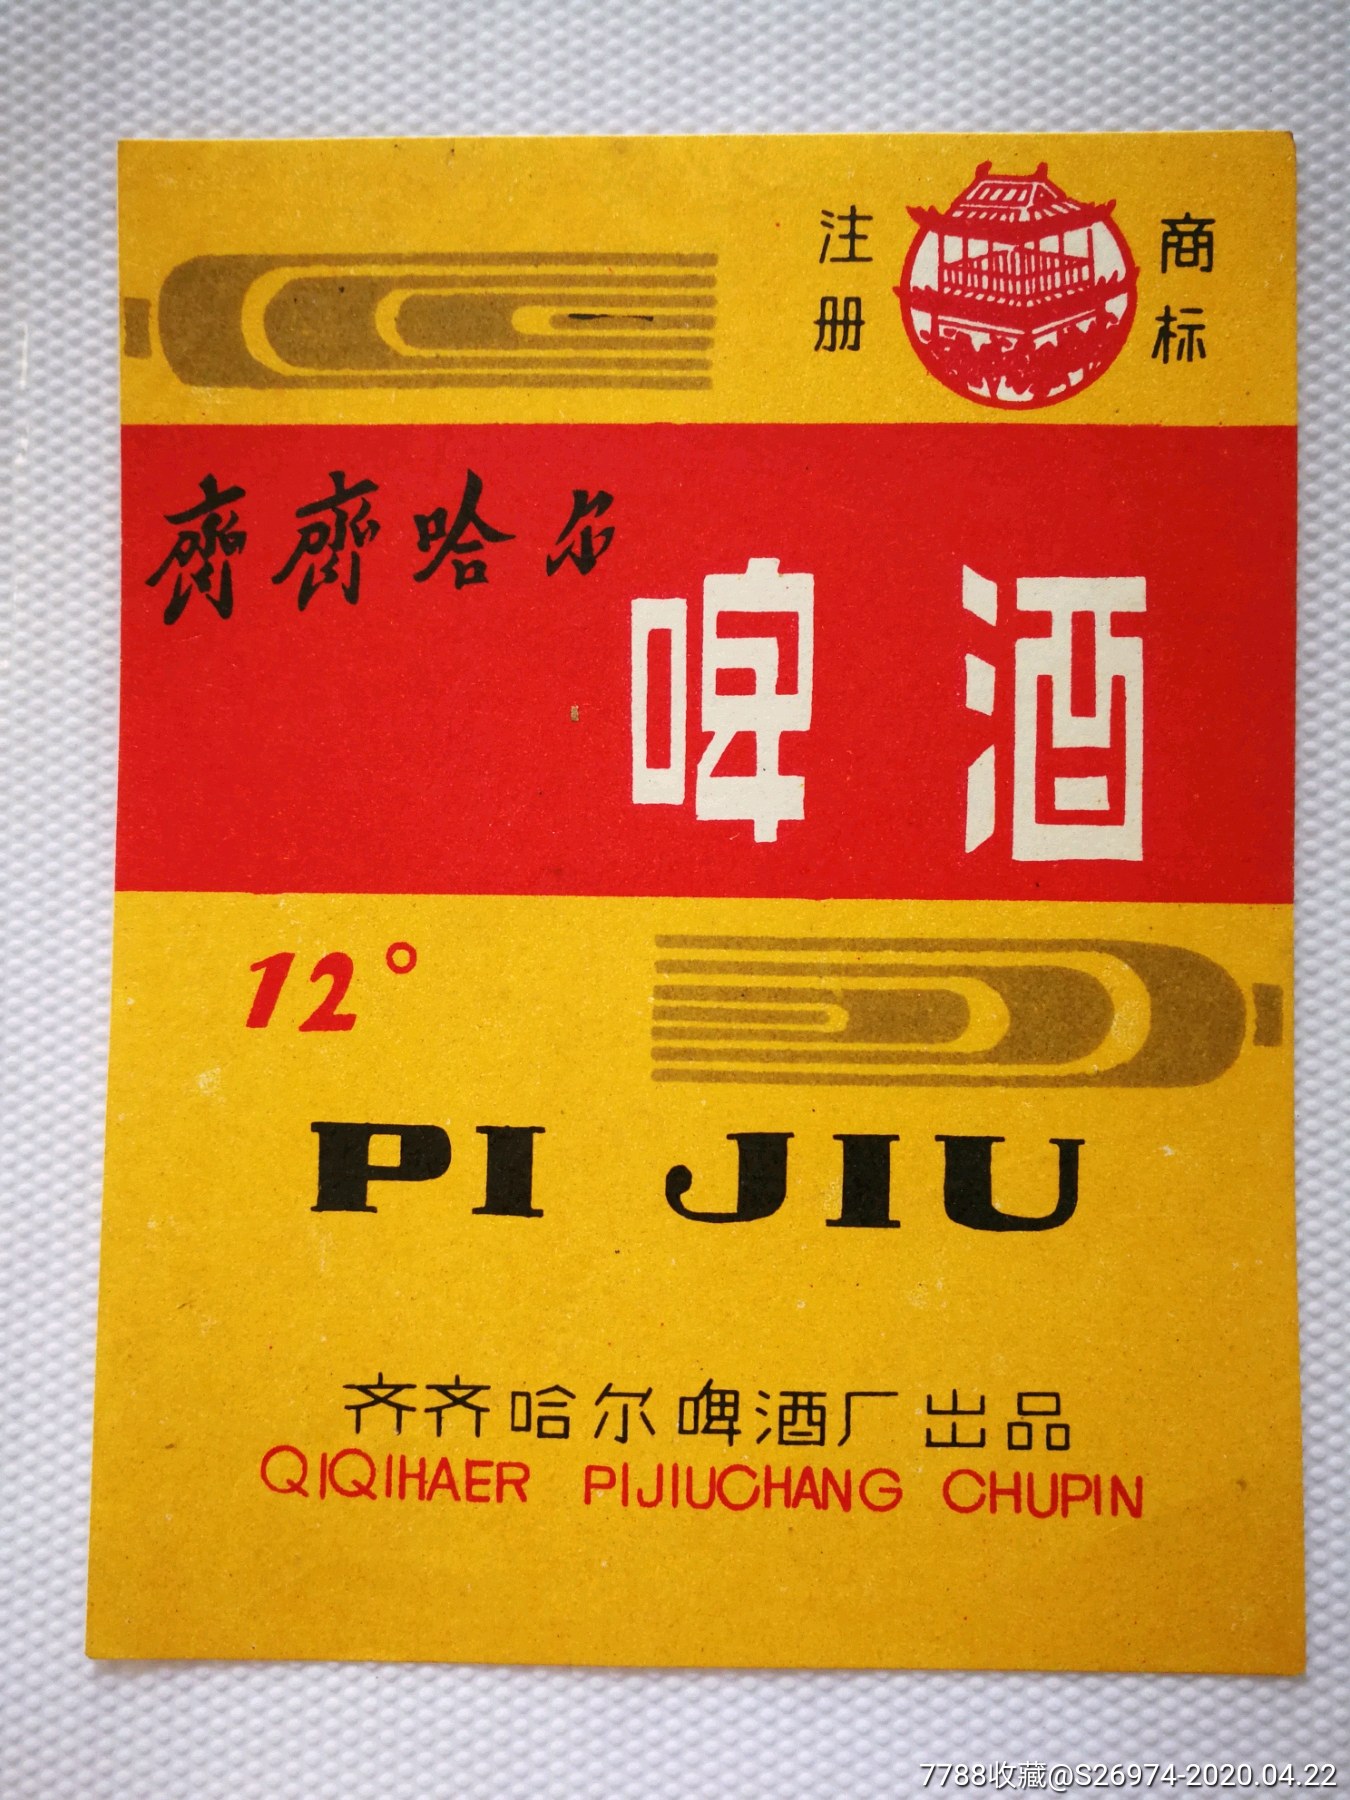 注册 商标
齊齊哈尔
啤酒
12°
PI JIU
齐齐哈尔啤酒厂出品
QIQIHAER PIJIUCHANG CHUPIN
7788收藏@S26974-2020.04.22